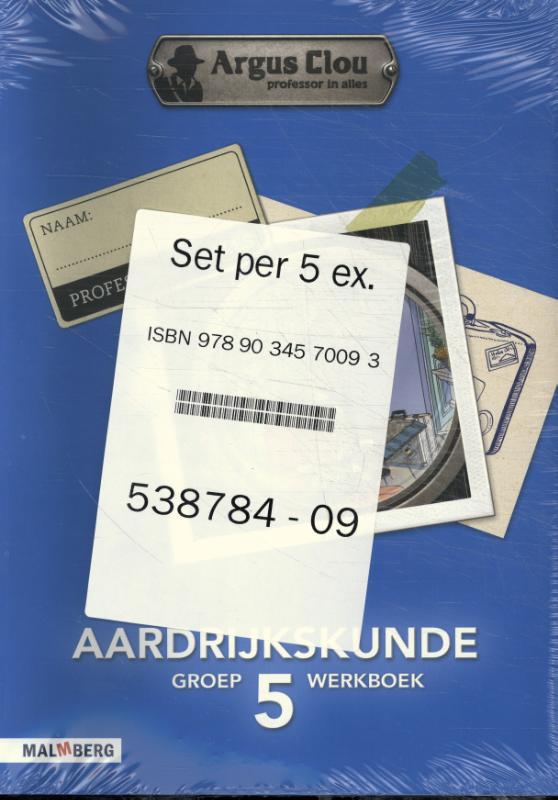 Argus Clou
professor in alles
NAAM:
PROFES
Set per 5 ex.
ISBN 978 90 345 7009 3
538784 - 09
AARDRIJKSKUNDE
GROEP 5 WERKBOEK
MALMBERG